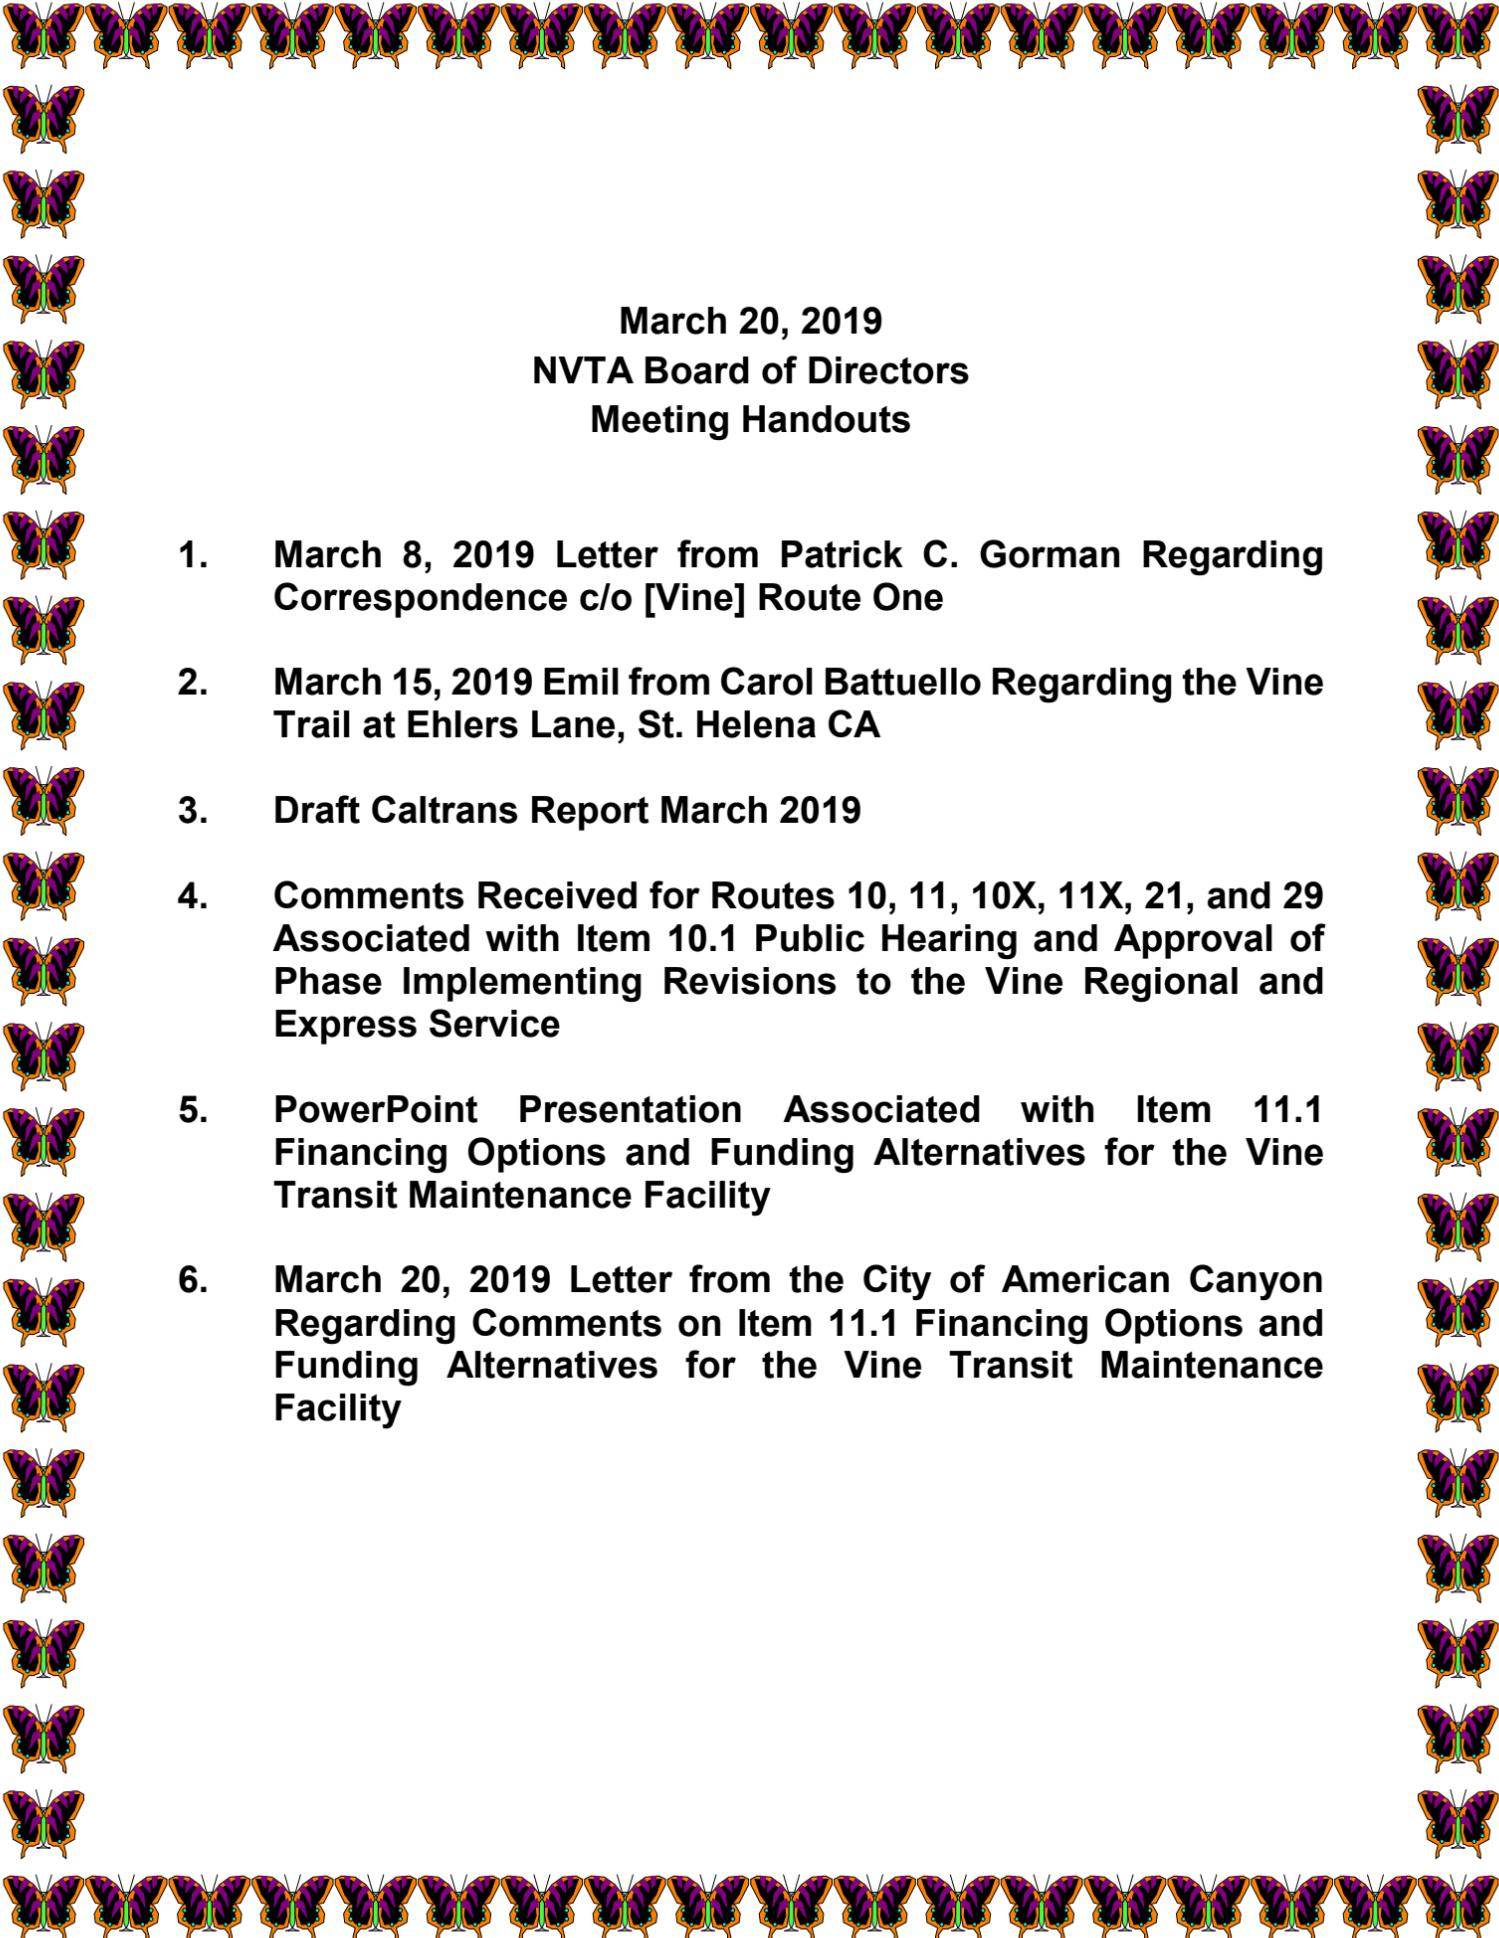 March 20, 2019
NVTA Board of Directors
Meeting Handouts
1. March 8, 2019 Letter from Patrick C. Gorman Regarding
Correspondence c/o [Vine] Route One
2. March 15, 2019 Emil from Carol Battuello Regarding the Vine
Trail at Ehlers Lane, St. Helena CA
3. Draft Caltrans Report March 2019
4. Comments Received for Routes 10, 11, 10X, 11X, 21, and 29
Associated with Item 10.1 Public Hearing and Approval of
Phase Implementing Revisions to the Vine Regional and
Express Service
5. PowerPoint Presentation Associated with Item 11.1
Financing Options and Funding Alternatives for the Vine
Transit Maintenance Facility
6. March 20, 2019 Letter from the City of American Canyon
Regarding Comments on Item 11.1 Financing Options and
Funding Alternatives for the Vine Transit Maintenance
Facility